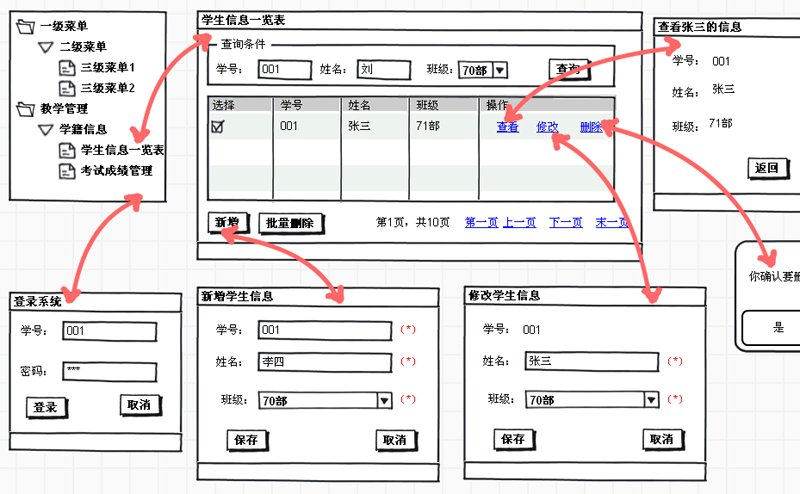 一级菜单
二级菜单
三级菜单1
三级菜单2
教学管理
学籍信息
学生信息一览表
考试成绩管理
学生信息一览表
查询条件
学号： 001 姓名： 刘 班级： 70部 查询
选择 学号 姓名 班级 操作
001 张三 71部 查看 修改 删除
新增 批量删除 第1页，共10页 第一页 上一页 下一页 末一页
查看张三的信息
学号： 001
姓名： 张三
班级： 71部
返回
你确认要删
是
登录系统
学号： 001
密码： ***
登录 取消
新增学生信息
学号： 001 (*)
姓名： 李四 (*)
班级： 70部 (*)
保存 取消
修改学生信息
学号： 001
姓名： 张三 (*)
班级： 70部 (*)
保存 取消